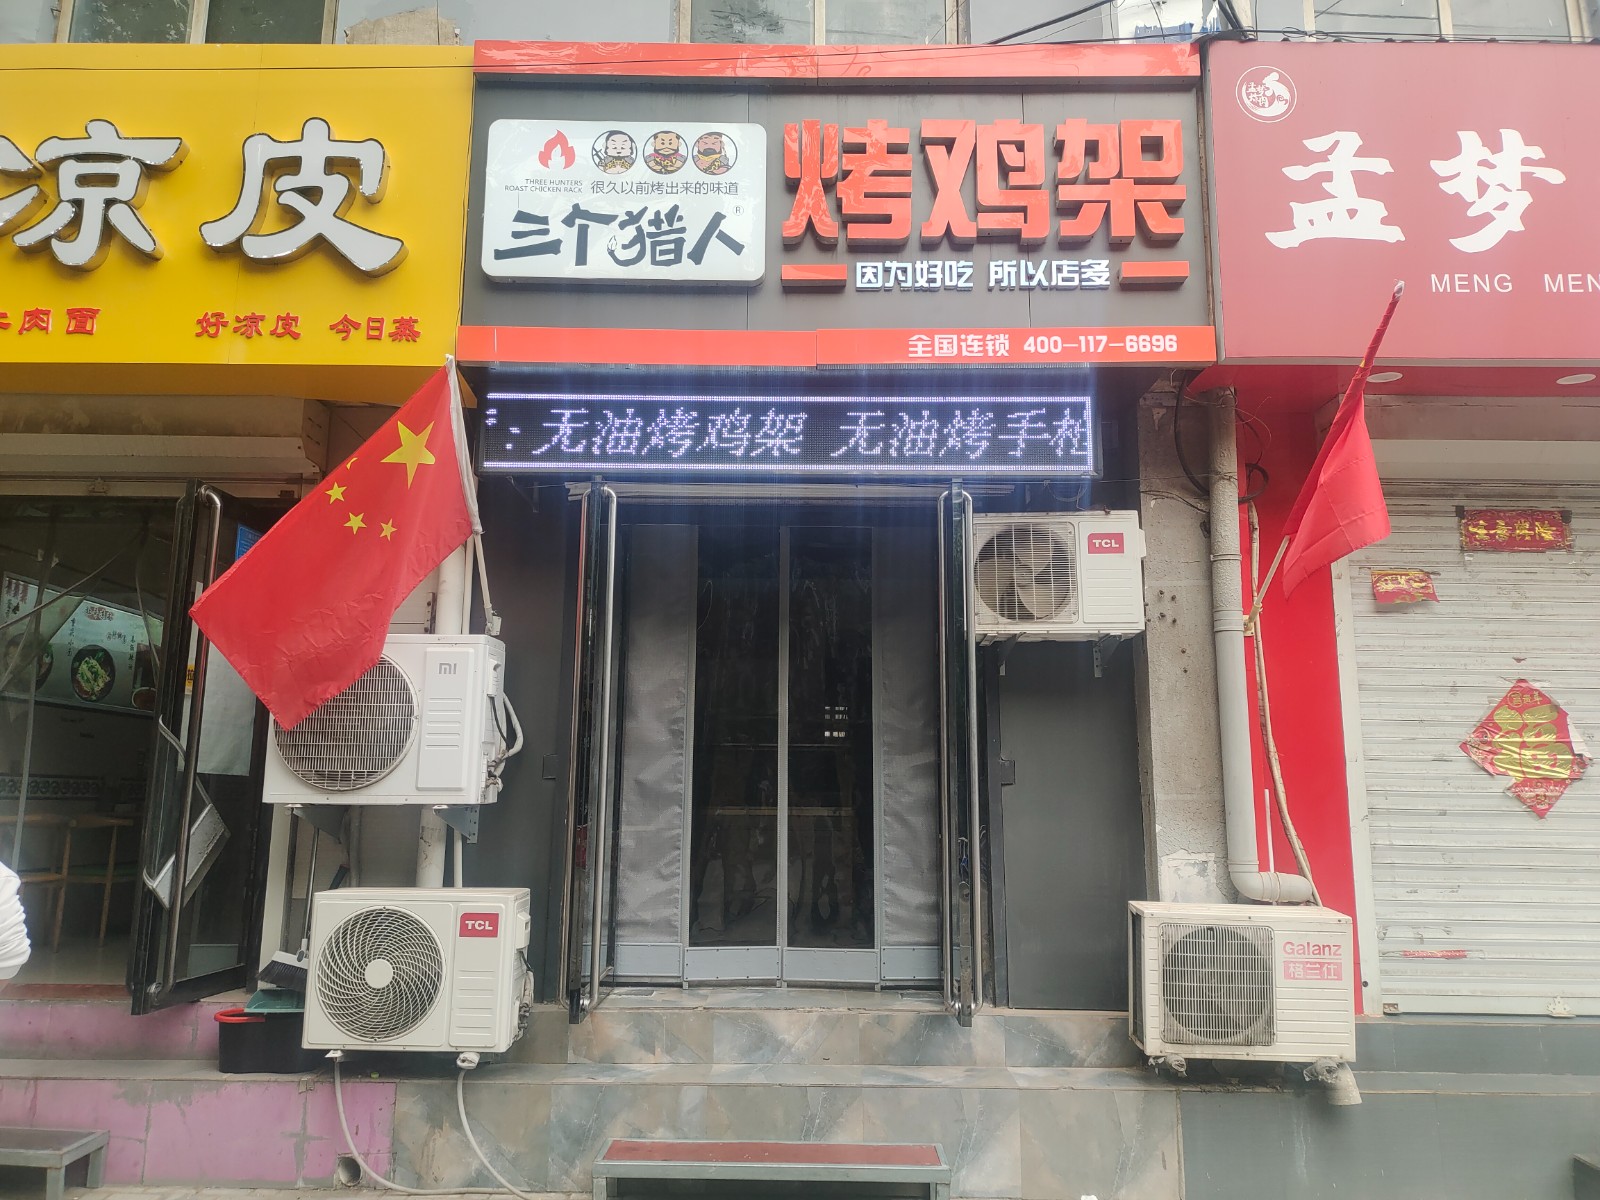 凉皮
牛肉面 好凉皮 今日蒸
THREE HUNTERS
ROAST CHICKEN RACK
很久以前烤出来的味道
三个猎人®
烤鸡架
因为好吃 所以店多
全国连锁 400-117-6696
孟梦
MENG MEN
：无油烤鸡架 无油烤手
TCL
mi
TCL
Galanz
格兰仕